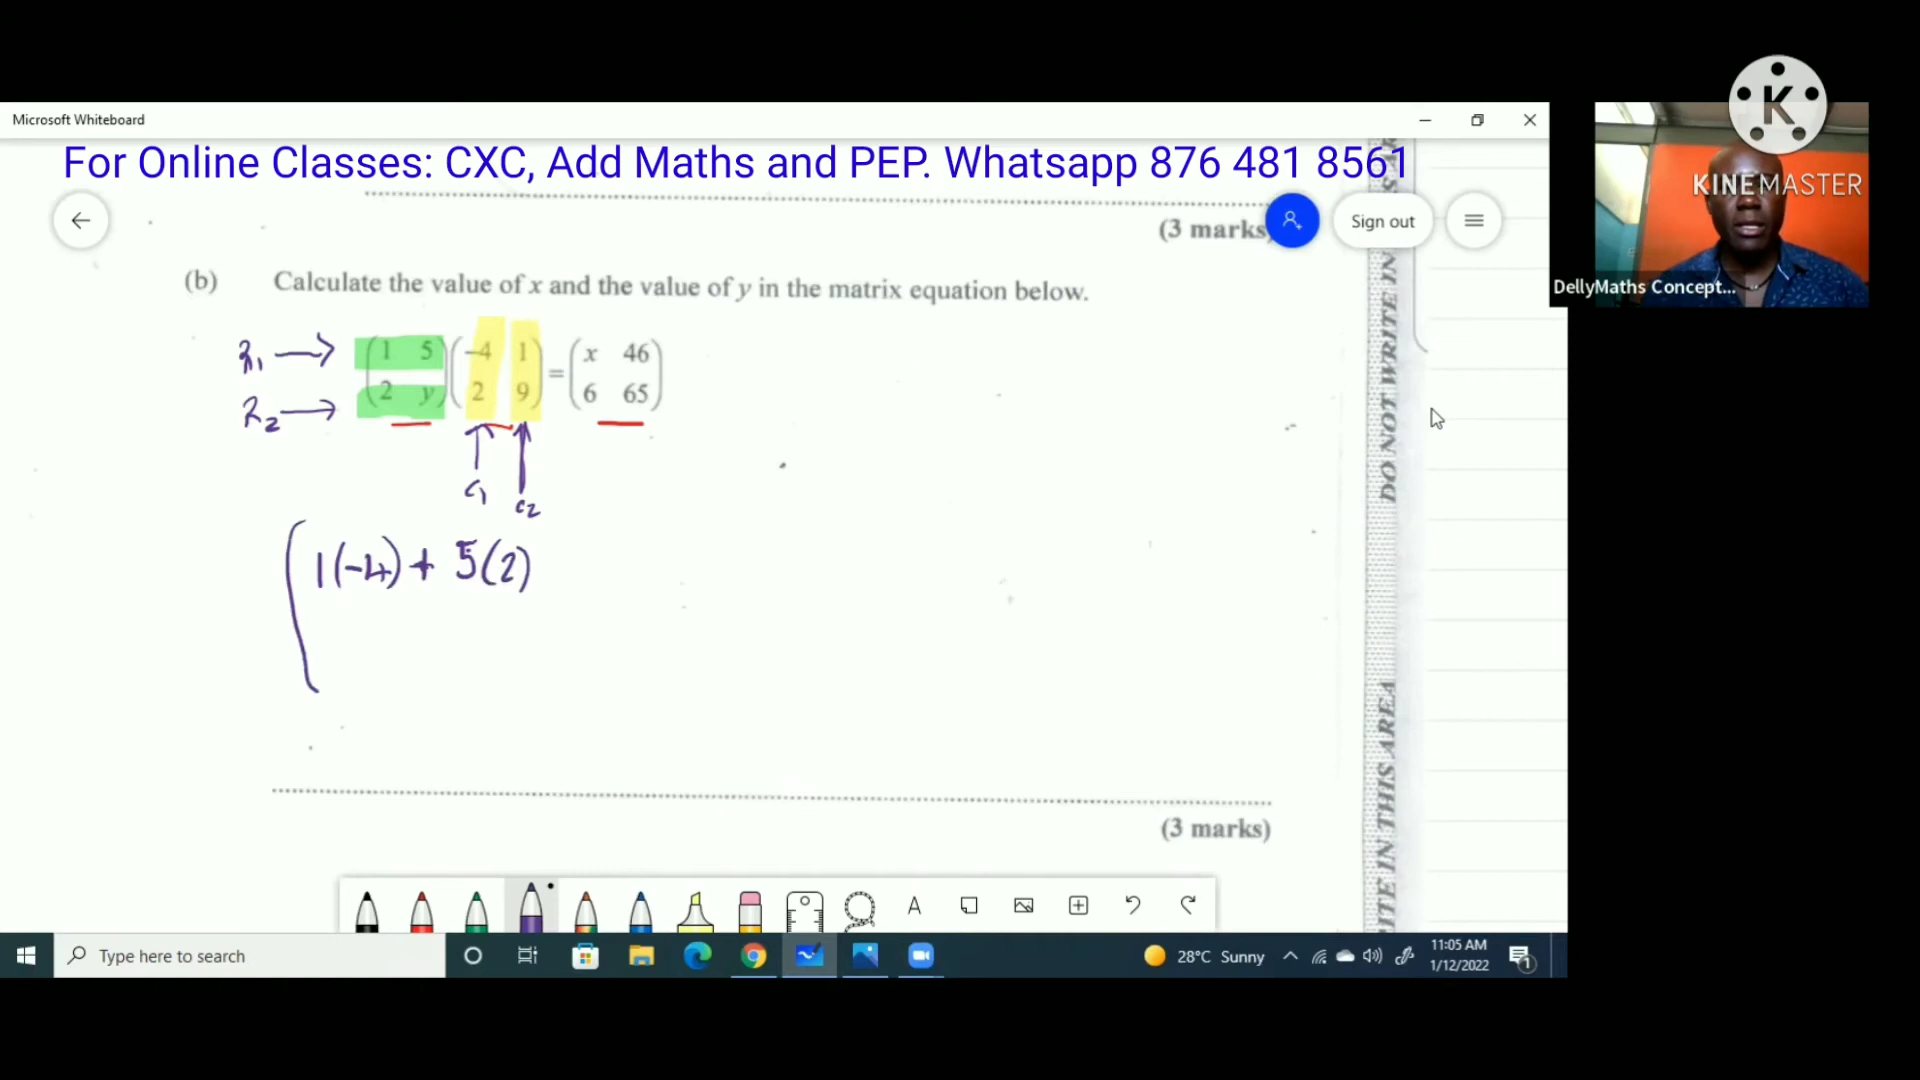 Microsoft Whiteboard
For Online Classes: CXC, Add Maths and PEP. Whatsapp 876 481 8561
K
KINEMASTER
(3 marks
Sign out
DellyMaths Concept...
(b) Calculate the value of x and the value of y in the matrix equation below.
R1 → (1 5) (-4 1) = (x 46)
R2 → (2 y) (2 9) (6 65)
C1 C2
1(-4) + 5(2)
DO NOT WRITE IN
ITE IN THIS AREA
(3 marks)
A
Type here to search
28°C Sunny
11:05 AM
1/12/2022
1